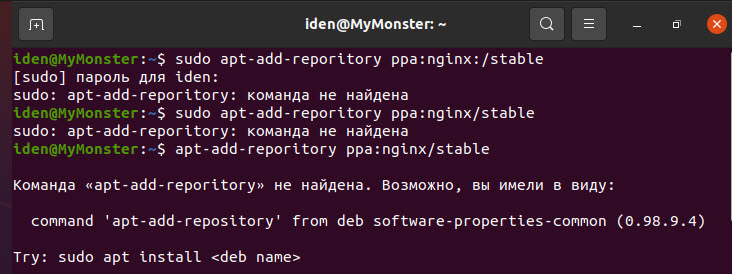 iden@MyMonster: ~
iden@MyMonster:~$ sudo apt-add-reporitory ppa:nginx:/stable
[sudo] пароль для iden:
sudo: apt-add-reporitory: команда не найдена
iden@MyMonster:~$ sudo apt-add-reporitory ppa:nginx/stable
sudo: apt-add-reporitory: команда не найдена
iden@MyMonster:~$ apt-add-reporitory ppa:nginx/stable
Команда «apt-add-reporitory» не найдена. Возможно, вы имели в виду:
command 'apt-add-repository' from deb software-properties-common (0.98.9.4)
Try: sudo apt install <deb name>